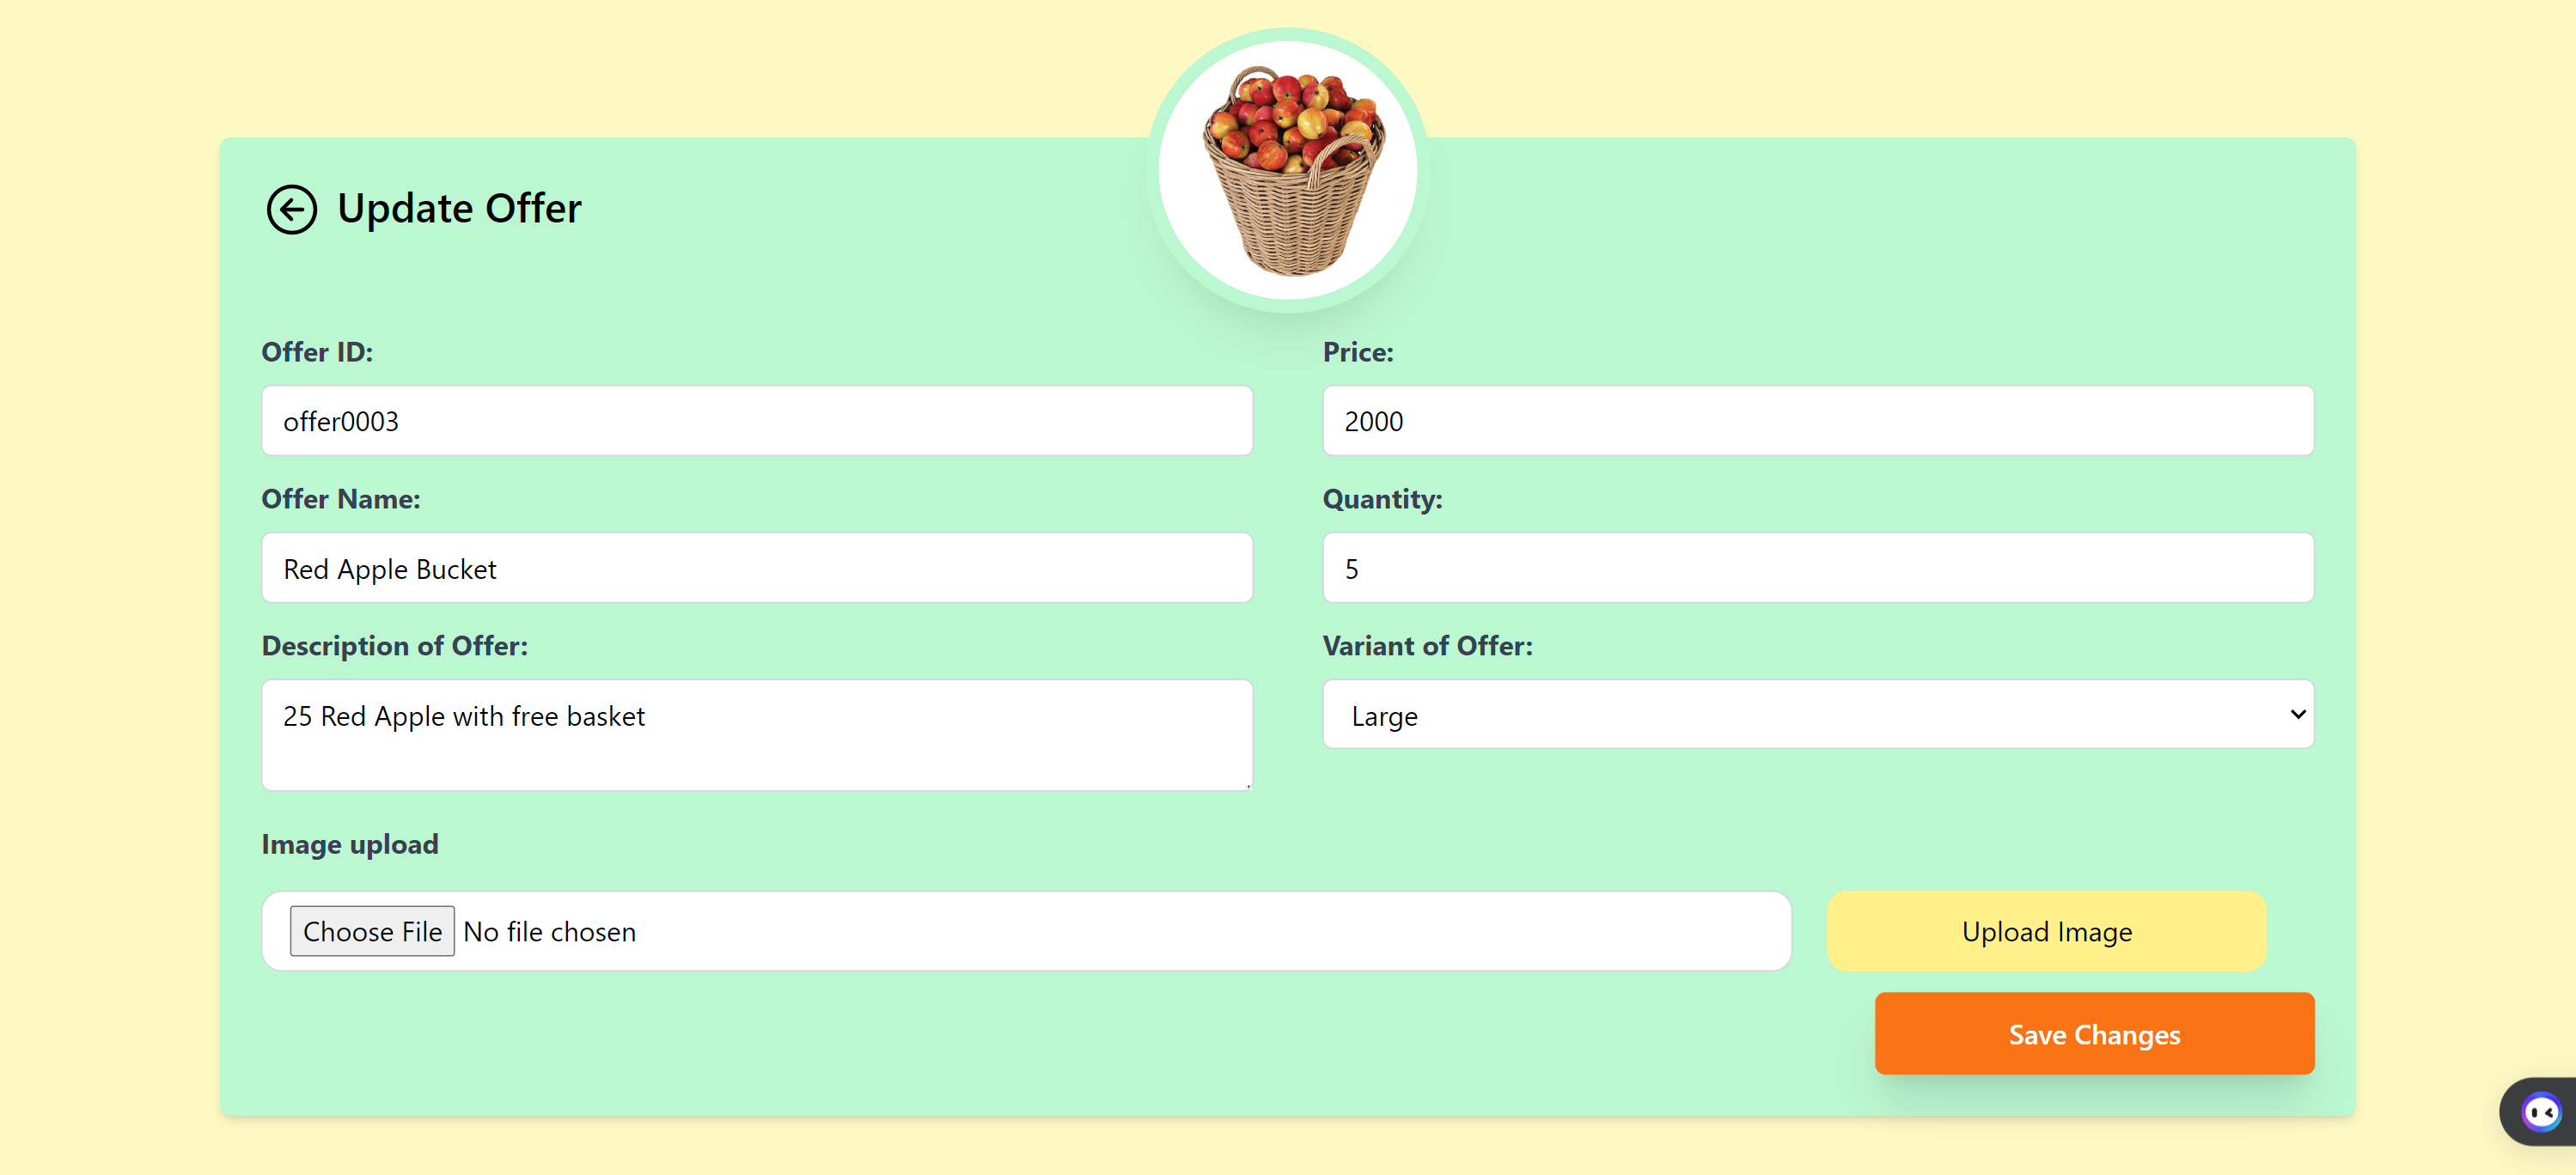 Update Offer
Offer ID:
offer0003
Price:
2000
Offer Name:
Red Apple Bucket
Quantity:
5
Description of Offer:
25 Red Apple with free basket
Variant of Offer:
Large
Image upload
Choose File No file chosen
Upload Image
Save Changes